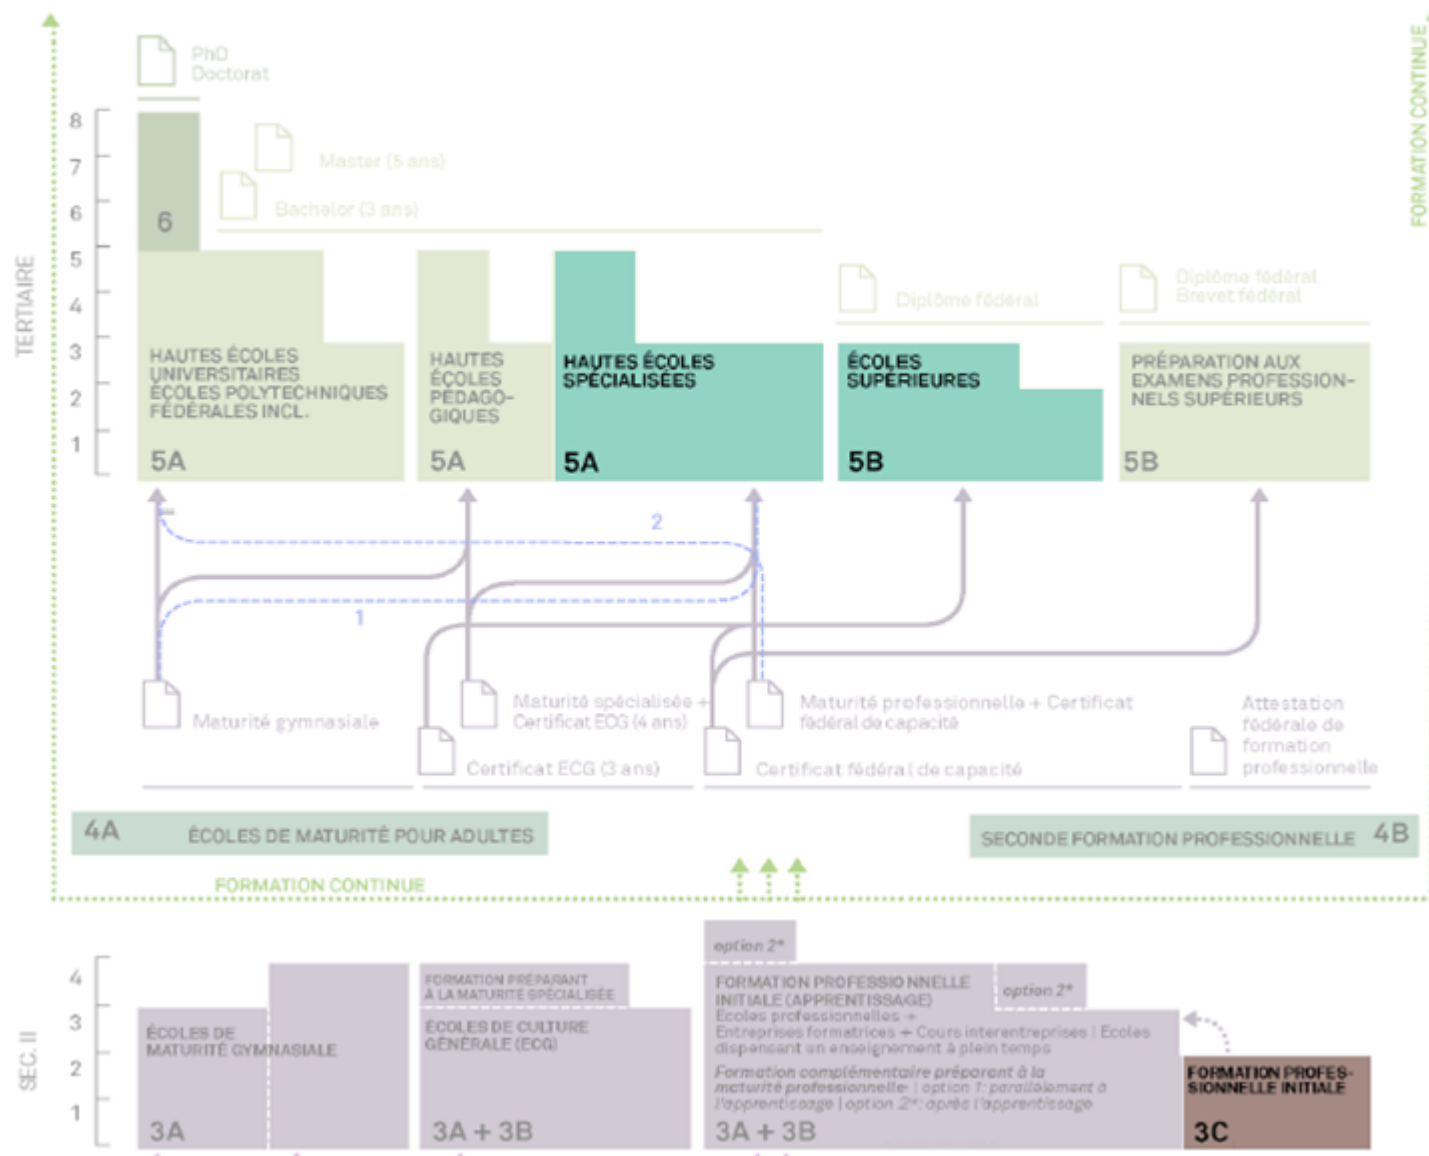 PhD
Doctorat
FORMATION CONTINUE
8
7
Master (5 ans)
6
6
Bachelor (3 ans)
5
TERTIAIRE
4
Diplôme fédéral
Diplôme fédéral
Brevet fédéral
3
2
1
HAUTES ÉCOLES
UNIVERSITAIRES
ÉCOLES POLYTECHNIQUES
FÉDÉRALES INCL.
5A
HAUTES
ÉCOLES
PÉDAGO-
GIQUES
5A
HAUTES ÉCOLES
SPÉCIALISÉES
5A
ÉCOLES
SUPÉRIEURES
5B
PRÉPARATION AUX
EXAMENS PROFESSION-
NELS SUPÉRIEURS
5B
2
1
Maturité gymnasiale
Maturité spécialisée +
Certificat ECG (4 ans)
Certificat ECG (3 ans)
Maturité professionnelle + Certificat
fédéral de capacité
Certificat fédéral de capacité
Attestation
fédérale de
formation
professionnelle
4A ÉCOLES DE MATURITÉ POUR ADULTES
SECONDE FORMATION PROFESSIONNELLE 4B
FORMATION CONTINUE
SEC. II
4
3
2
1
ÉCOLES DE
MATURITÉ GYMNASIALE
3A
FORMATION PRÉPARANT
À LA MATURITÉ SPÉCIALISÉE
ÉCOLES DE CULTURE
GÉNÉRALE (ECG)
3A + 3B
option 2*
FORMATION PROFESSIONNELLE
INITIALE (APPRENTISSAGE)
option 2*
Ecoles professionnelles +
Entreprises formatrices + Cours interentreprises | Ecoles
dispensant un enseignement à plein temps
Formation complémentaire préparant à la
maturité professionnelle | option 1: parallèlement à
l'apprentissage | option 2*: après l'apprentissage
3A + 3B
FORMATION PROFES-
SIONNELLE INITIALE
3C